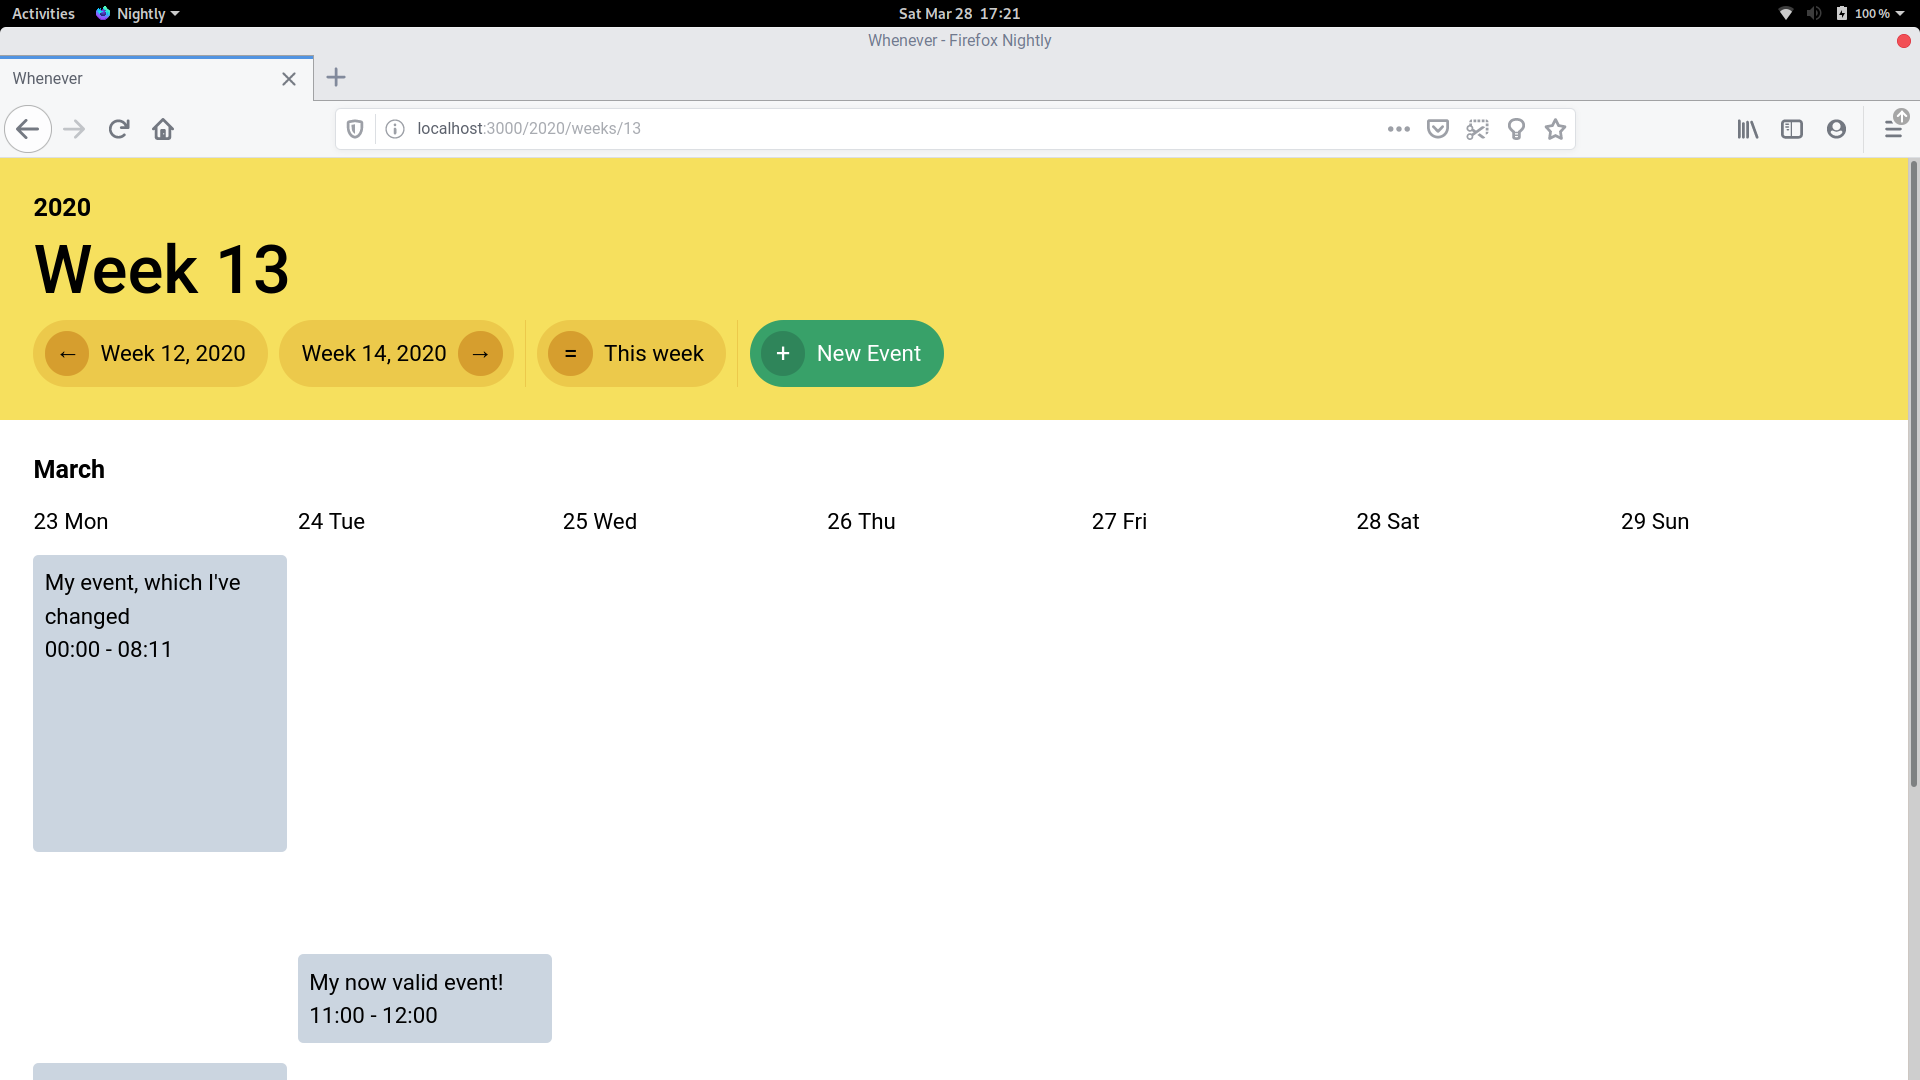 Activities Nightly Sat Mar 28 17:21 100 %
Whenever - Firefox Nightly
Whenever
localhost:3000/2020/weeks/13
2020
Week 13
← Week 12, 2020 Week 14, 2020 → = This week + New Event
March
23 Mon 24 Tue 25 Wed 26 Thu 27 Fri 28 Sat 29 Sun
My event, which I've
changed
00:00 - 08:11
My now valid event!
11:00 - 12:00